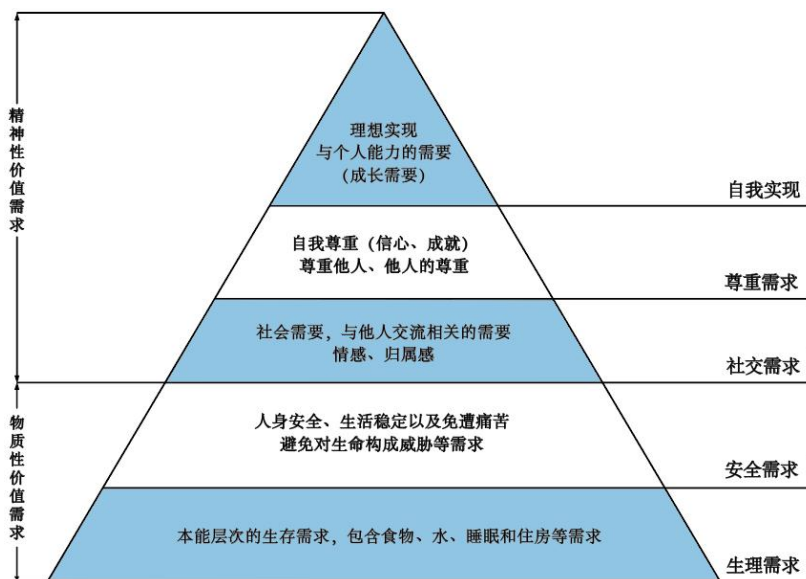 精神性价值需求
理想实现
与个人能力的需要
(成长需要)
自我实现
自我尊重（信心、成就）
尊重他人、他人的尊重
尊重需求
社会需要，与他人交流相关的需要
情感、归属感
社交需求
物质性价值需求
人身安全、生活稳定以及免遭痛苦
避免对生命构成威胁等需求
安全需求
本能层次的生存需求，包含食物、水、睡眠和住房等需求
生理需求